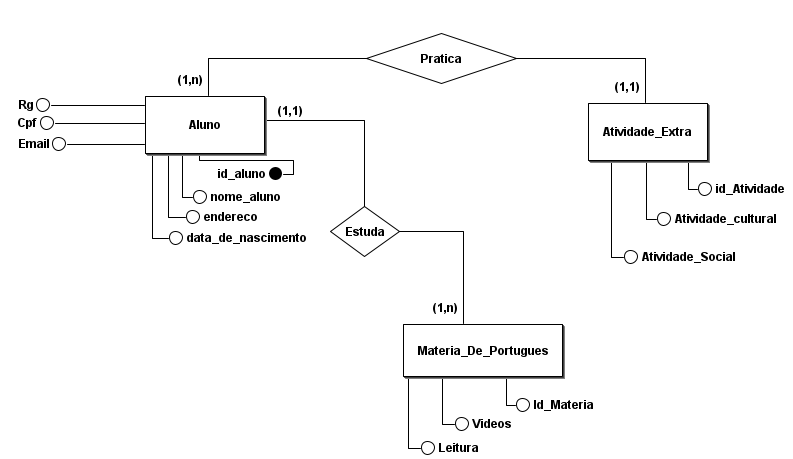 Pratica
(1,n)
(1,1)
Rg
Cpf
Email
Aluno
(1,1)
Atividade_Extra
id_aluno
nome_aluno
endereco
data_de_nascimento
id_Atividade
Atividade_cultural
Atividade_Social
Estuda
(1,n)
Materia_De_Portugues
Id_Materia
Videos
Leitura